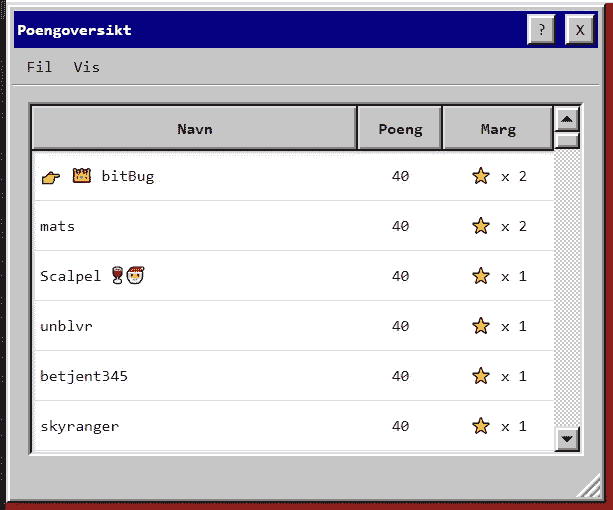 Poengoversikt ? X
Fil Vis
Navn Poeng Marg
👉 👑 bitBug 40 ⭐ x 2
mats 40 ⭐ x 2
Scalpel 🍷🎅 40 ⭐ x 1
unblvr 40 ⭐ x 1
betjent345 40 ⭐ x 1
skyranger 40 ⭐ x 1